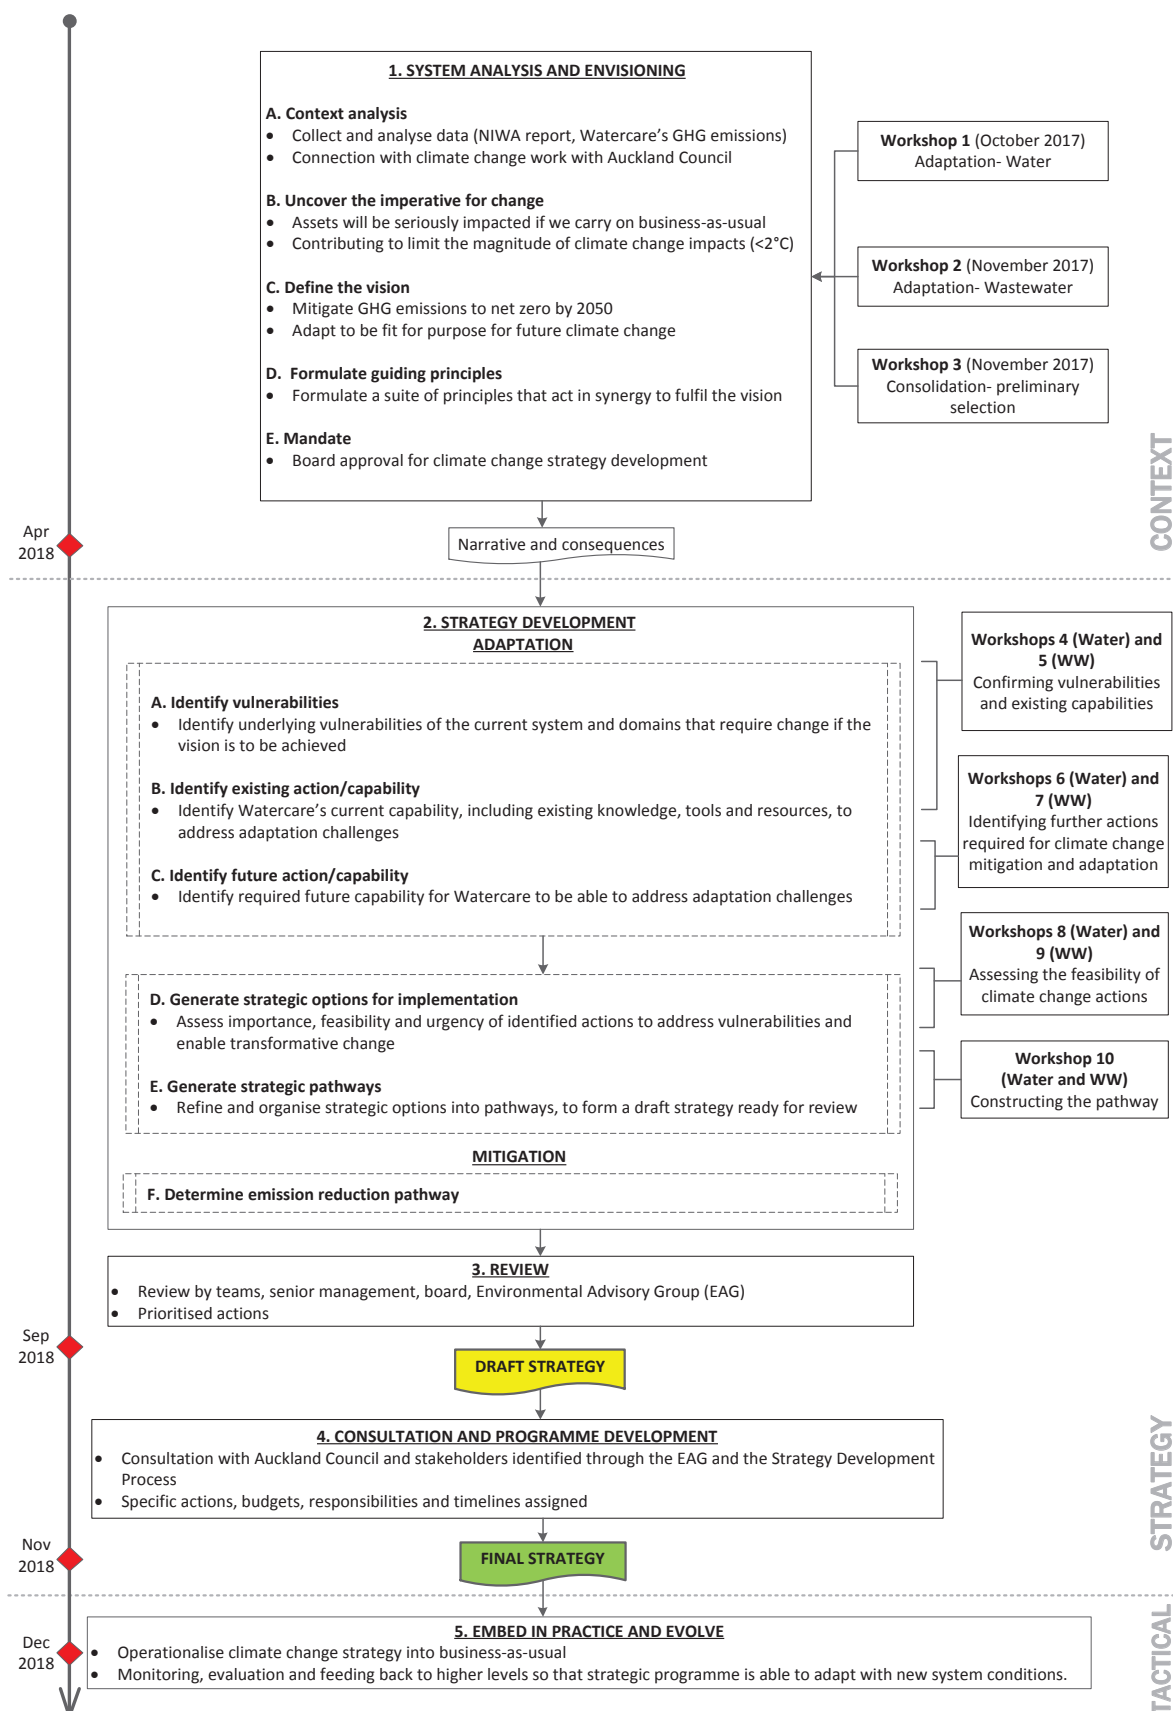 1. SYSTEM ANALYSIS AND ENVISIONING
A. Context analysis
• Collect and analyse data (NIWA report, Watercare's GHG emissions)
• Connection with climate change work with Auckland Council
B. Uncover the imperative for change
• Assets will be seriously impacted if we carry on business-as-usual
• Contributing to limit the magnitude of climate change impacts (<2°C)
C. Define the vision
• Mitigate GHG emissions to net zero by 2050
• Adapt to be fit for purpose for future climate change
D. Formulate guiding principles
• Formulate a suite of principles that act in synergy to fulfil the vision
E. Mandate
• Board approval for climate change strategy development
Workshop 1 (October 2017)
Adaptation- Water
Workshop 2 (November 2017)
Adaptation- Wastewater
Workshop 3 (November 2017)
Consolidation- preliminary
selection
CONTEXT
Apr
2018
Narrative and consequences
2. STRATEGY DEVELOPMENT
ADAPTATION
A. Identify vulnerabilities
• Identify underlying vulnerabilities of the current system and domains that require change if the
vision is to be achieved
B. Identify existing action/capability
• Identify Watercare's current capability, including existing knowledge, tools and resources, to
address adaptation challenges
C. Identify future action/capability
• Identify required future capability for Watercare to be able to address adaptation challenges
D. Generate strategic options for implementation
• Assess importance, feasibility and urgency of identified actions to address vulnerabilities and
enable transformative change
E. Generate strategic pathways
• Refine and organise strategic options into pathways, to form a draft strategy ready for review
MITIGATION
F. Determine emission reduction pathway
Workshops 4 (Water) and
5 (WW)
Confirming vulnerabilities
and existing capabilities
Workshops 6 (Water) and
7 (WW)
Identifying further actions
required for climate change
mitigation and adaptation
Workshops 8 (Water) and
9 (WW)
Assessing the feasibility of
climate change actions
Workshop 10
(Water and WW)
Constructing the pathway
3. REVIEW
• Review by teams, senior management, board, Environmental Advisory Group (EAG)
• Prioritised actions
Sep
2018
DRAFT STRATEGY
4. CONSULTATION AND PROGRAMME DEVELOPMENT
• Consultation with Auckland Council and stakeholders identified through the EAG and the Strategy Development
Process
• Specific actions, budgets, responsibilities and timelines assigned
STRATEGY
Nov
2018
FINAL STRATEGY
5. EMBED IN PRACTICE AND EVOLVE
• Operationalise climate change strategy into business-as-usual
• Monitoring, evaluation and feeding back to higher levels so that strategic programme is able to adapt with new system conditions.
Dec
2018
TACTICAL